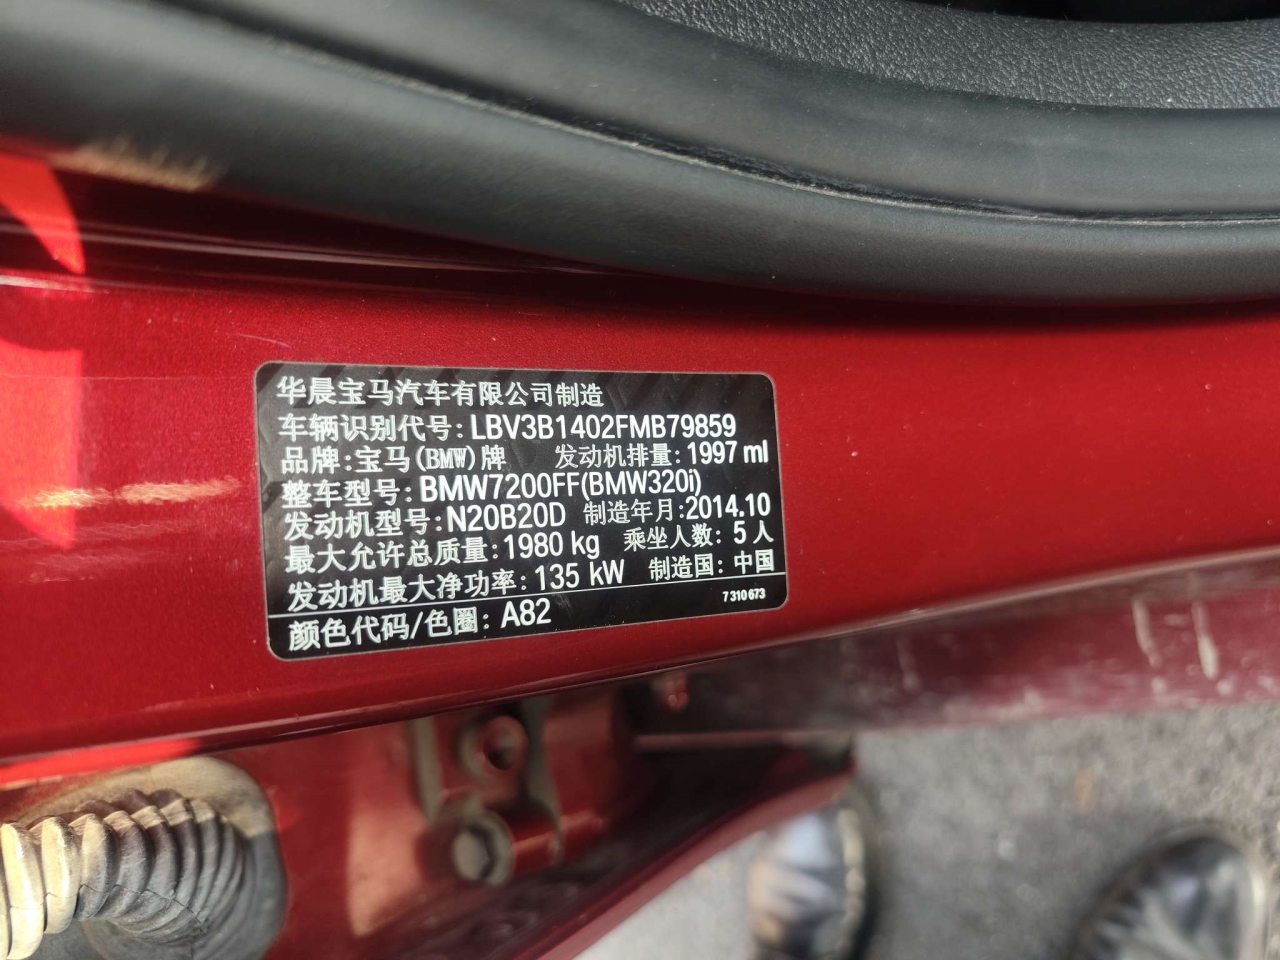 华晨宝马汽车有限公司制造
车辆识别代号:LBV3B1402FMB79859
品牌:宝马(BMW)牌 发动机排量:1997 ml
整车型号:BMW7200FF(BMW320i)
发动机型号:N20B20D 制造年月:2014.10
最大允许总质量:1980 kg 乘坐人数:5人
发动机最大净功率:135 kW 制造国:中国
颜色代码/色圈:A82 7 310 673